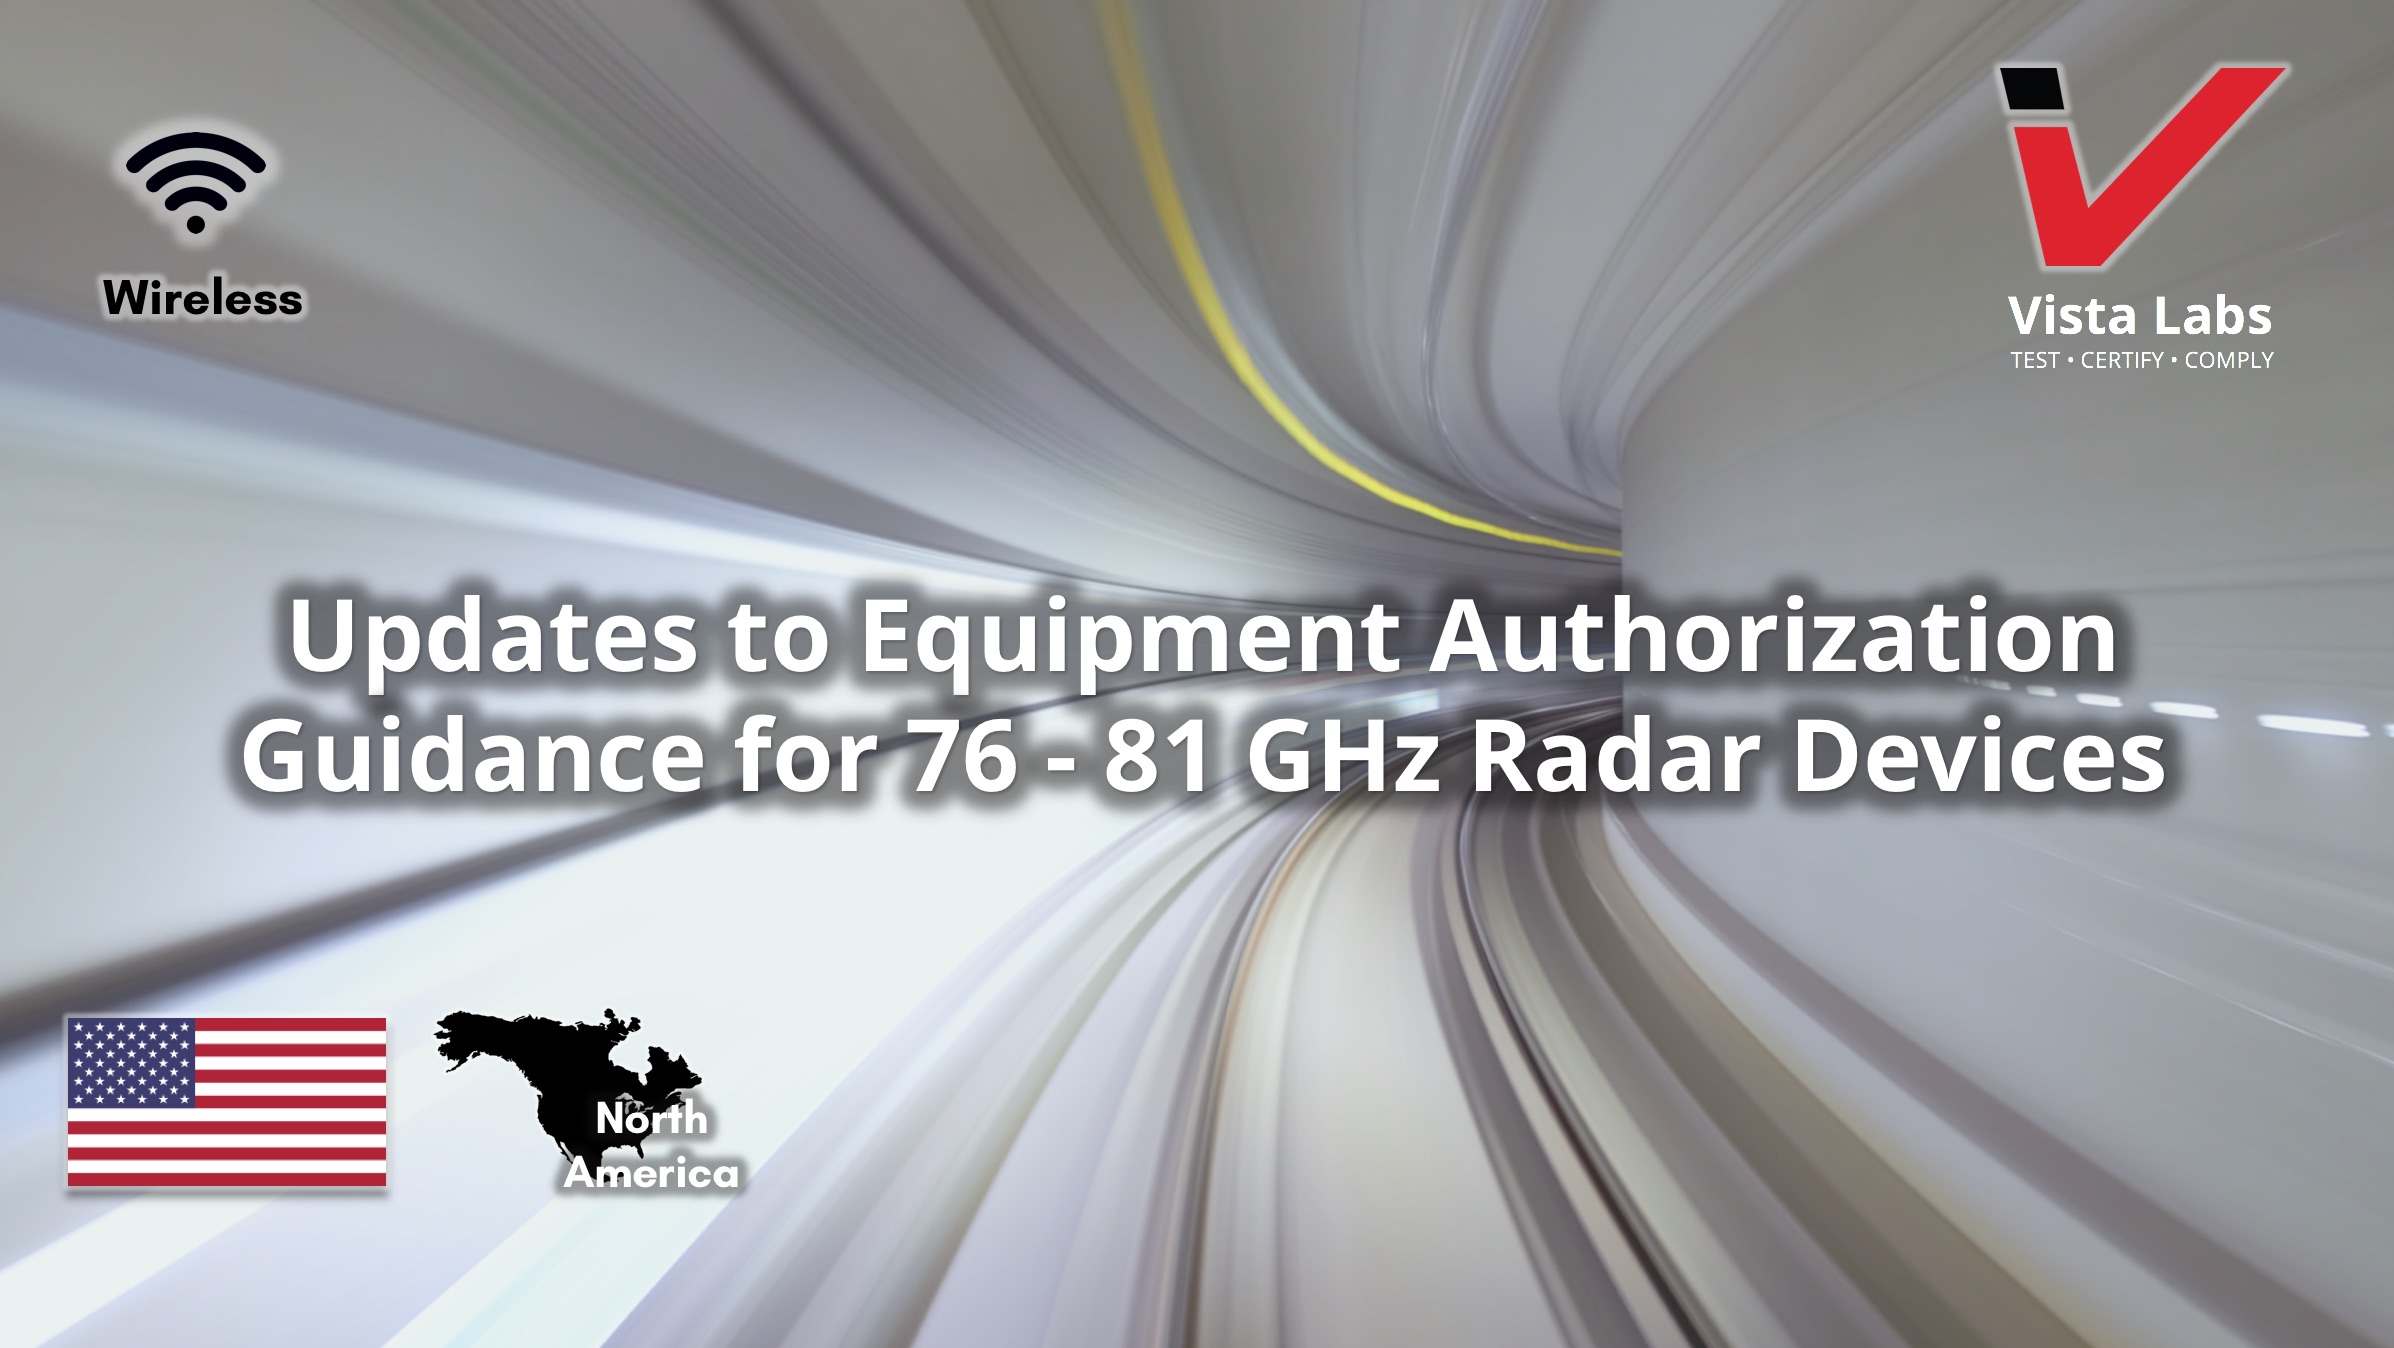 Wireless
Vista Labs
TEST • CERTIFY • COMPLY
Updates to Equipment Authorization
Guidance for 76 - 81 GHz Radar Devices
North
America